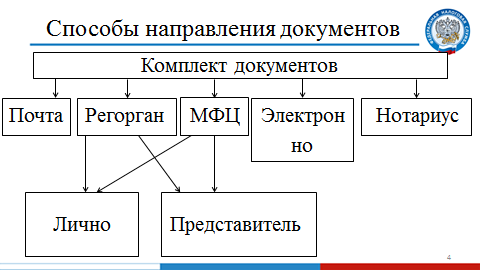 Способы направления документов
Комплект документов
Почта
Регорган
МФЦ
Электрон
но
Нотариус
Лично
Представитель
4